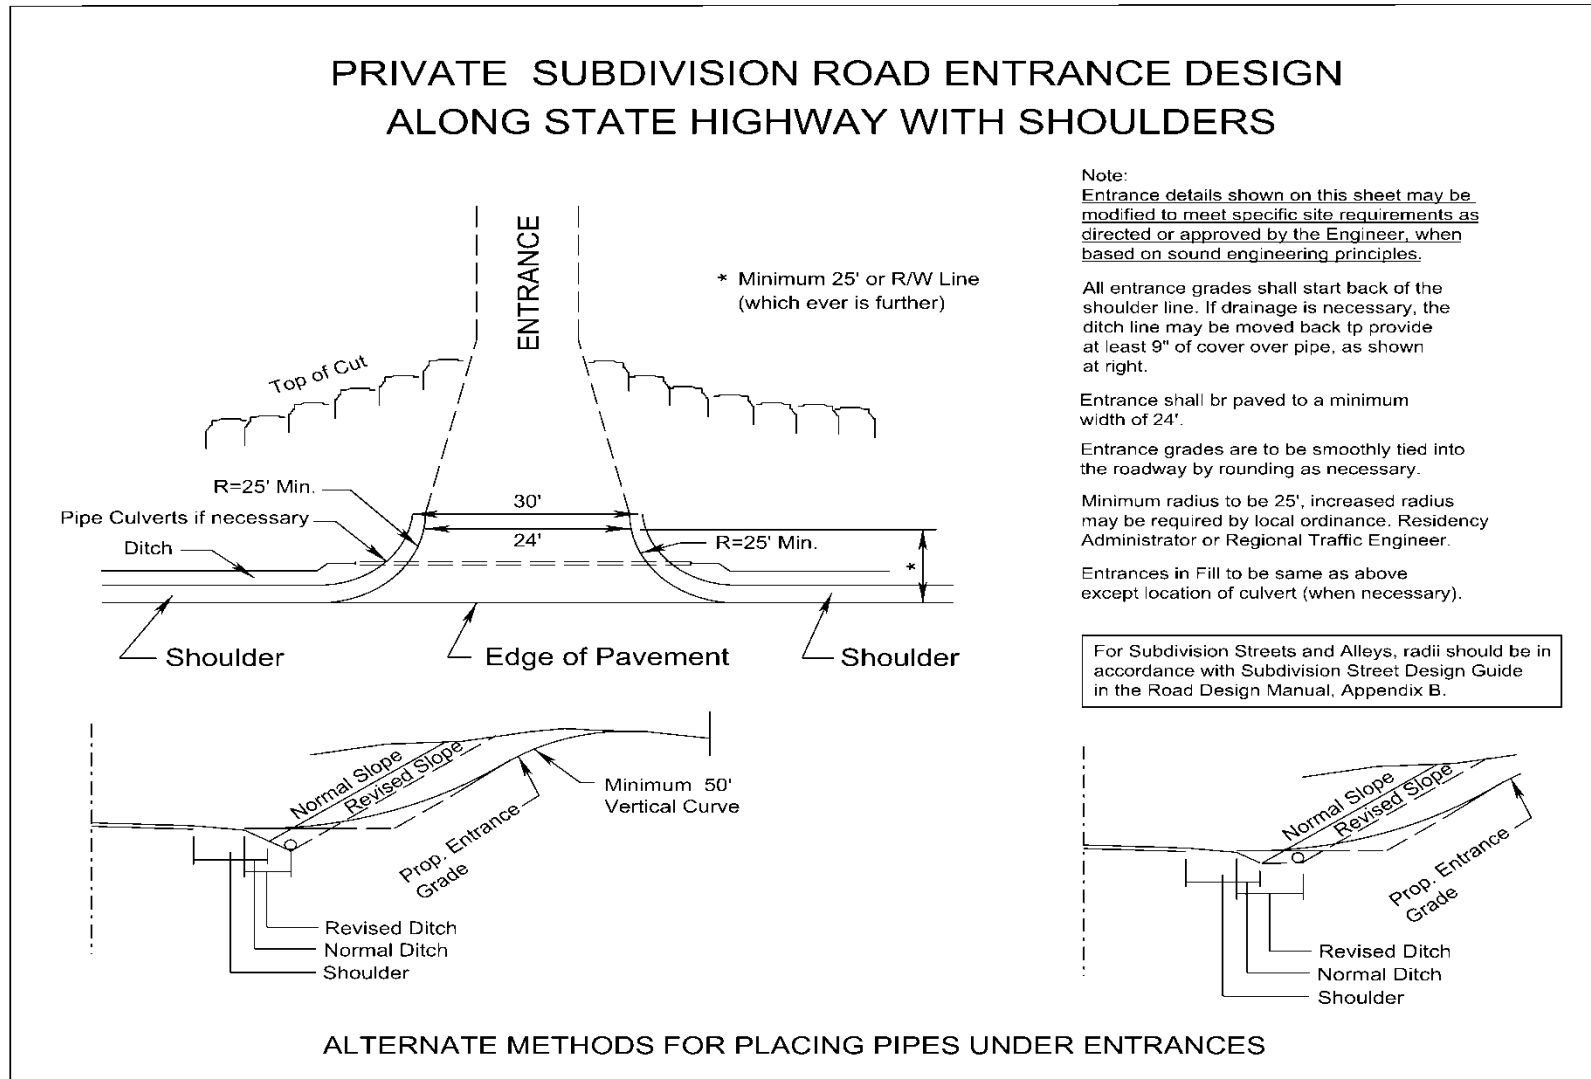 PRIVATE SUBDIVISION ROAD ENTRANCE DESIGN
ALONG STATE HIGHWAY WITH SHOULDERS
Note:
Entrance details shown on this sheet may be
modified to meet specific site requirements as
directed or approved by the Engineer, when
based on sound engineering principles.
All entrance grades shall start back of the
shoulder line. If drainage is necessary, the
ditch line may be moved back tp provide
at least 9" of cover over pipe, as shown
at right.
Entrance shall br paved to a minimum
width of 24'.
Entrance grades are to be smoothly tied into
the roadway by rounding as necessary.
Minimum radius to be 25', increased radius
may be required by local ordinance. Residency
Administrator or Regional Traffic Engineer.
Entrances in Fill to be same as above
except location of culvert (when necessary).
For Subdivision Streets and Alleys, radii should be in
accordance with Subdivision Street Design Guide
in the Road Design Manual, Appendix B.
ENTRANCE
* Minimum 25' or R/W Line
(which ever is further)
Top of Cut
R=25' Min.
30'
Pipe Culverts if necessary
24'
R=25' Min.
Ditch
*
Shoulder
Edge of Pavement
Shoulder
Normal Slope
Revised Slope
Minimum 50'
Vertical Curve
Prop. Entrance
Grade
Revised Ditch
Normal Ditch
Shoulder
Normal Slope
Revised Slope
Prop. Entrance
Grade
Revised Ditch
Normal Ditch
Shoulder
ALTERNATE METHODS FOR PLACING PIPES UNDER ENTRANCES